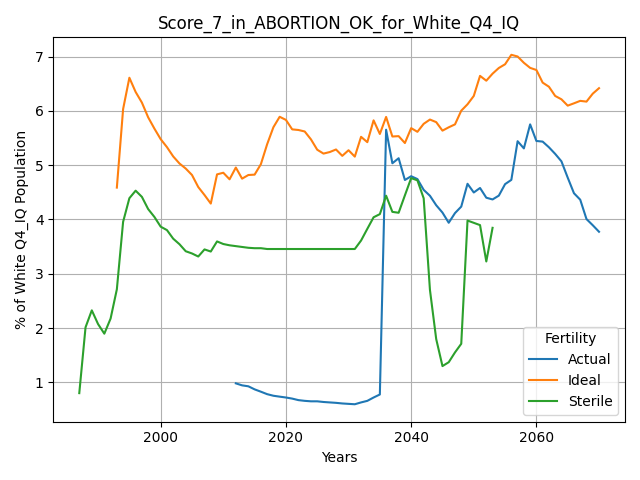 Score_7_in_ABORTION_OK_for_White_Q4_IQ
% of White Q4_IQ Population
7
6
5
4
3
2
1
2000
2020
2040
2060
Years
Fertility
Actual
Ideal
Sterile